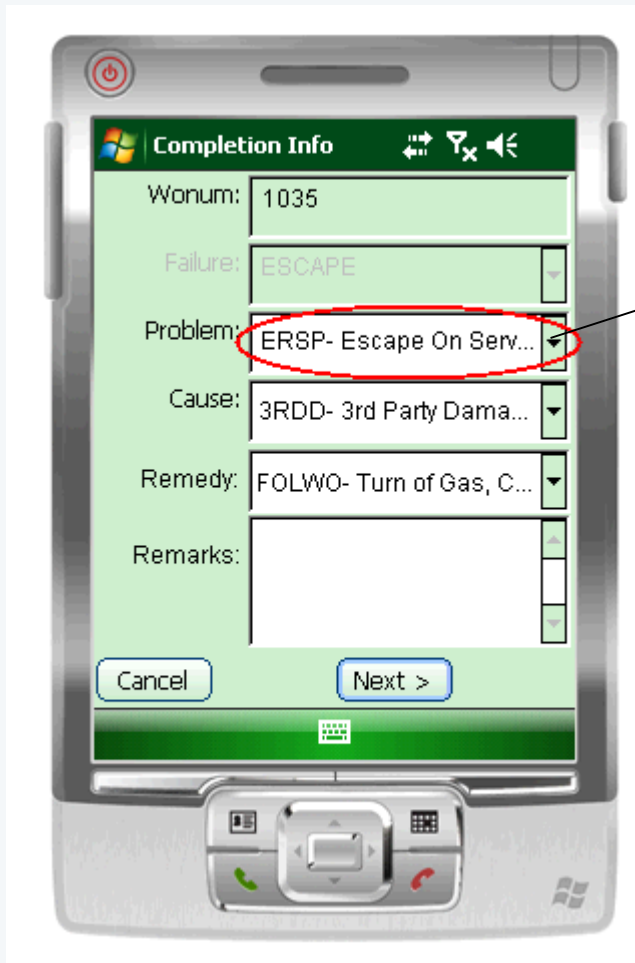 Completion Info
Wonum: 1035
Failure: ESCAPE
Problem: ERSP- Escape On Serv...
Cause: 3RDD- 3rd Party Dama...
Remedy: FOLWO- Turn of Gas, C...
Remarks:
Cancel Next >